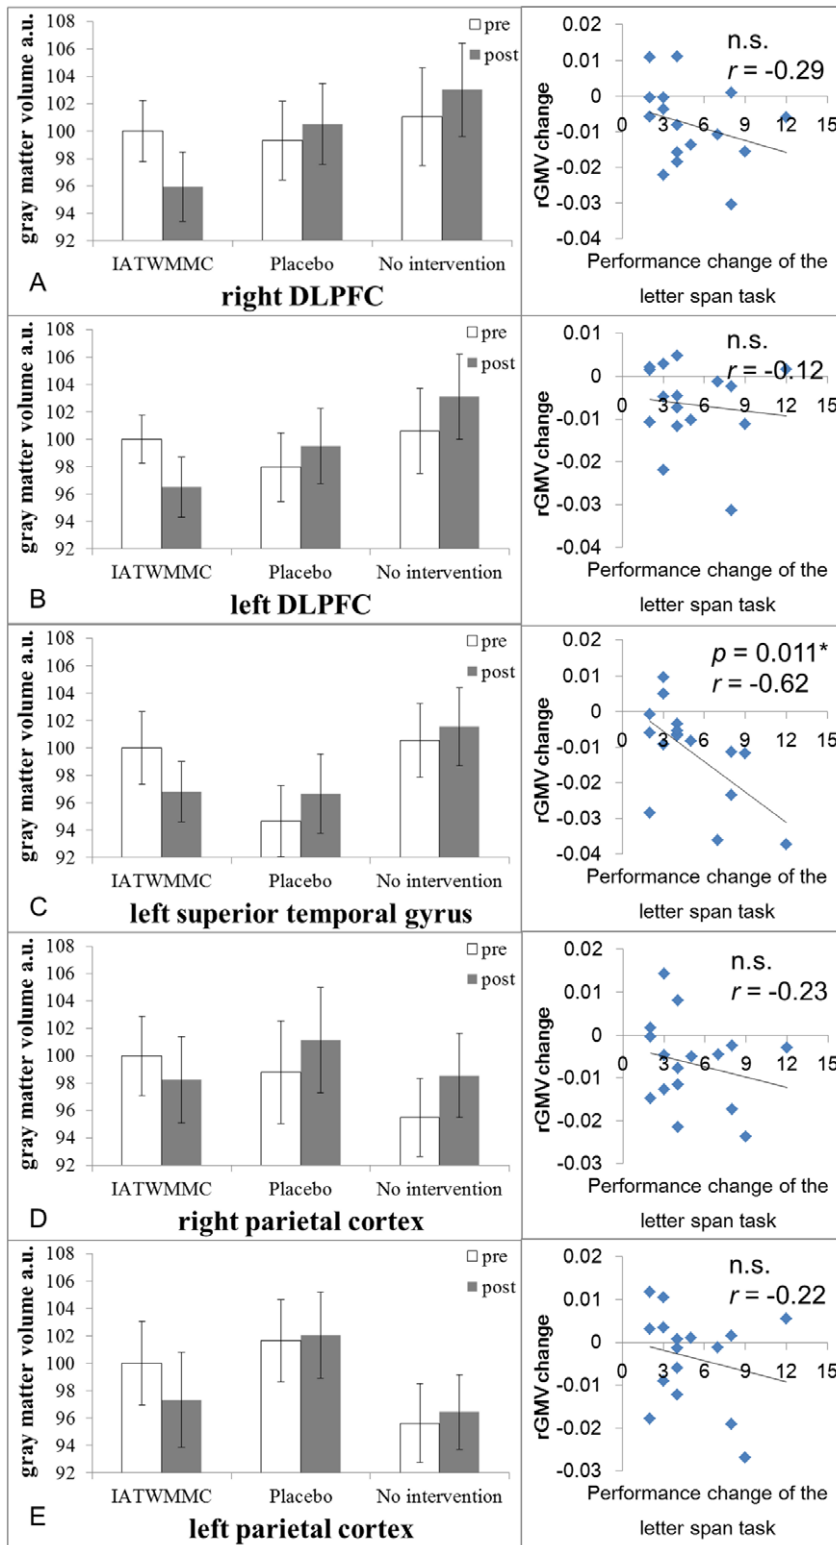 108
106
104
102
100
98
96
94
92
gray matter volume a.u.
pre
post
IATWMMC Placebo No intervention
A
right DLPFC
0.02
0.01
0
-0.01
-0.02
-0.03
-0.04
rGMV change
n.s.
r = -0.29
0 3 6 9 12 15
Performance change of the
letter span task
108
106
104
102
100
98
96
94
92
gray matter volume a.u.
pre
post
IATWMMC Placebo No intervention
B
left DLPFC
0.01
0
-0.01
-0.02
-0.03
-0.04
rGMV change
n.s.
r = -0.12
0 3 6 9 12 15
Performance change of the
letter span task
108
106
104
102
100
98
96
94
92
gray matter volume a.u.
pre
post
IATWMMC Placebo No intervention
C
left superior temporal gyrus
0.02
0.01
0
-0.01
-0.02
-0.03
-0.04
rGMV change
p = 0.011*
r = -0.62
0 3 6 9 12 15
Performance change of the
letter span task
108
106
104
102
100
98
96
94
92
gray matter volume a.u.
pre
post
IATWMMC Placebo No intervention
D
right parietal cortex
0.02
0.01
0
-0.01
-0.02
-0.03
rGMV change
n.s.
r = -0.23
0 3 6 9 12 15
Performance change of the
letter span task
108
106
104
102
100
98
96
94
92
gray matter volume a.u.
pre
post
IATWMMC Placebo No intervention
E
left parietal cortex
0.02
0.01
0
-0.01
-0.02
-0.03
rGMV change
n.s.
r = -0.22
0 3 6 9 12 15
Performance change of the
letter span task